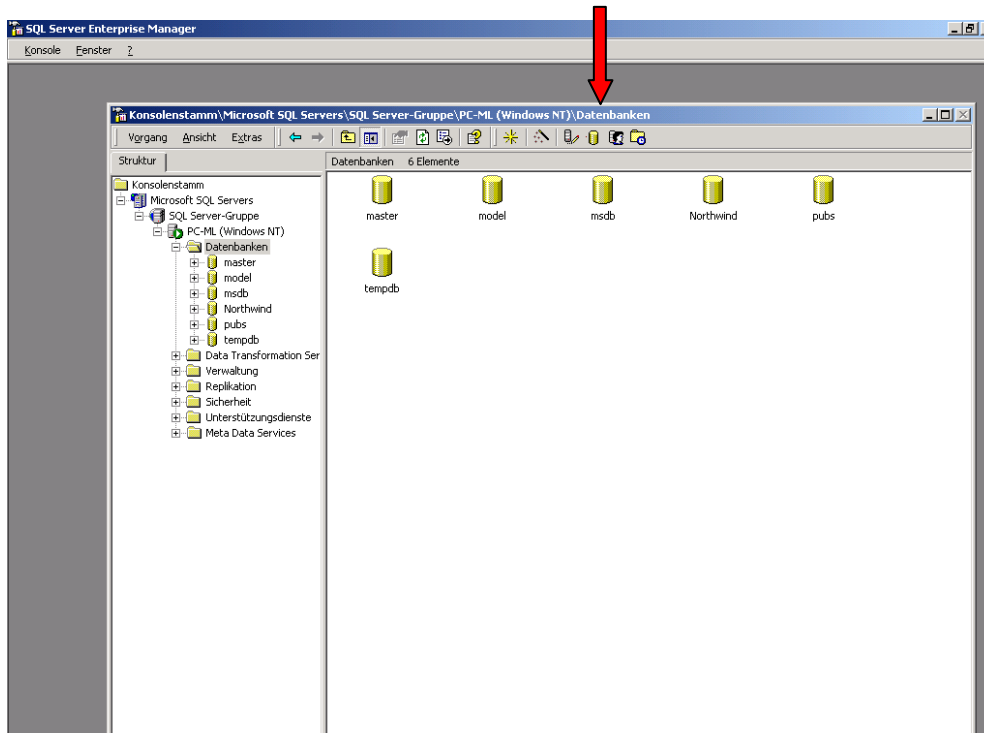 SQL Server Enterprise Manager
Konsole Fenster ?
Konsolenstamm\Microsoft SQL Servers\SQL Server-Gruppe\PC-ML (Windows NT)\Datenbanken
Vorgang Ansicht Extras
Struktur
Datenbanken 6 Elemente
Konsolenstamm
Microsoft SQL Servers
SQL Server-Gruppe
PC-ML (Windows NT)
Datenbanken
master
model
msdb
Northwind
pubs
tempdb
Data Transformation Ser
Verwaltung
Replikation
Sicherheit
Unterstützungsdienste
Meta Data Services
master model msdb Northwind pubs
tempdb